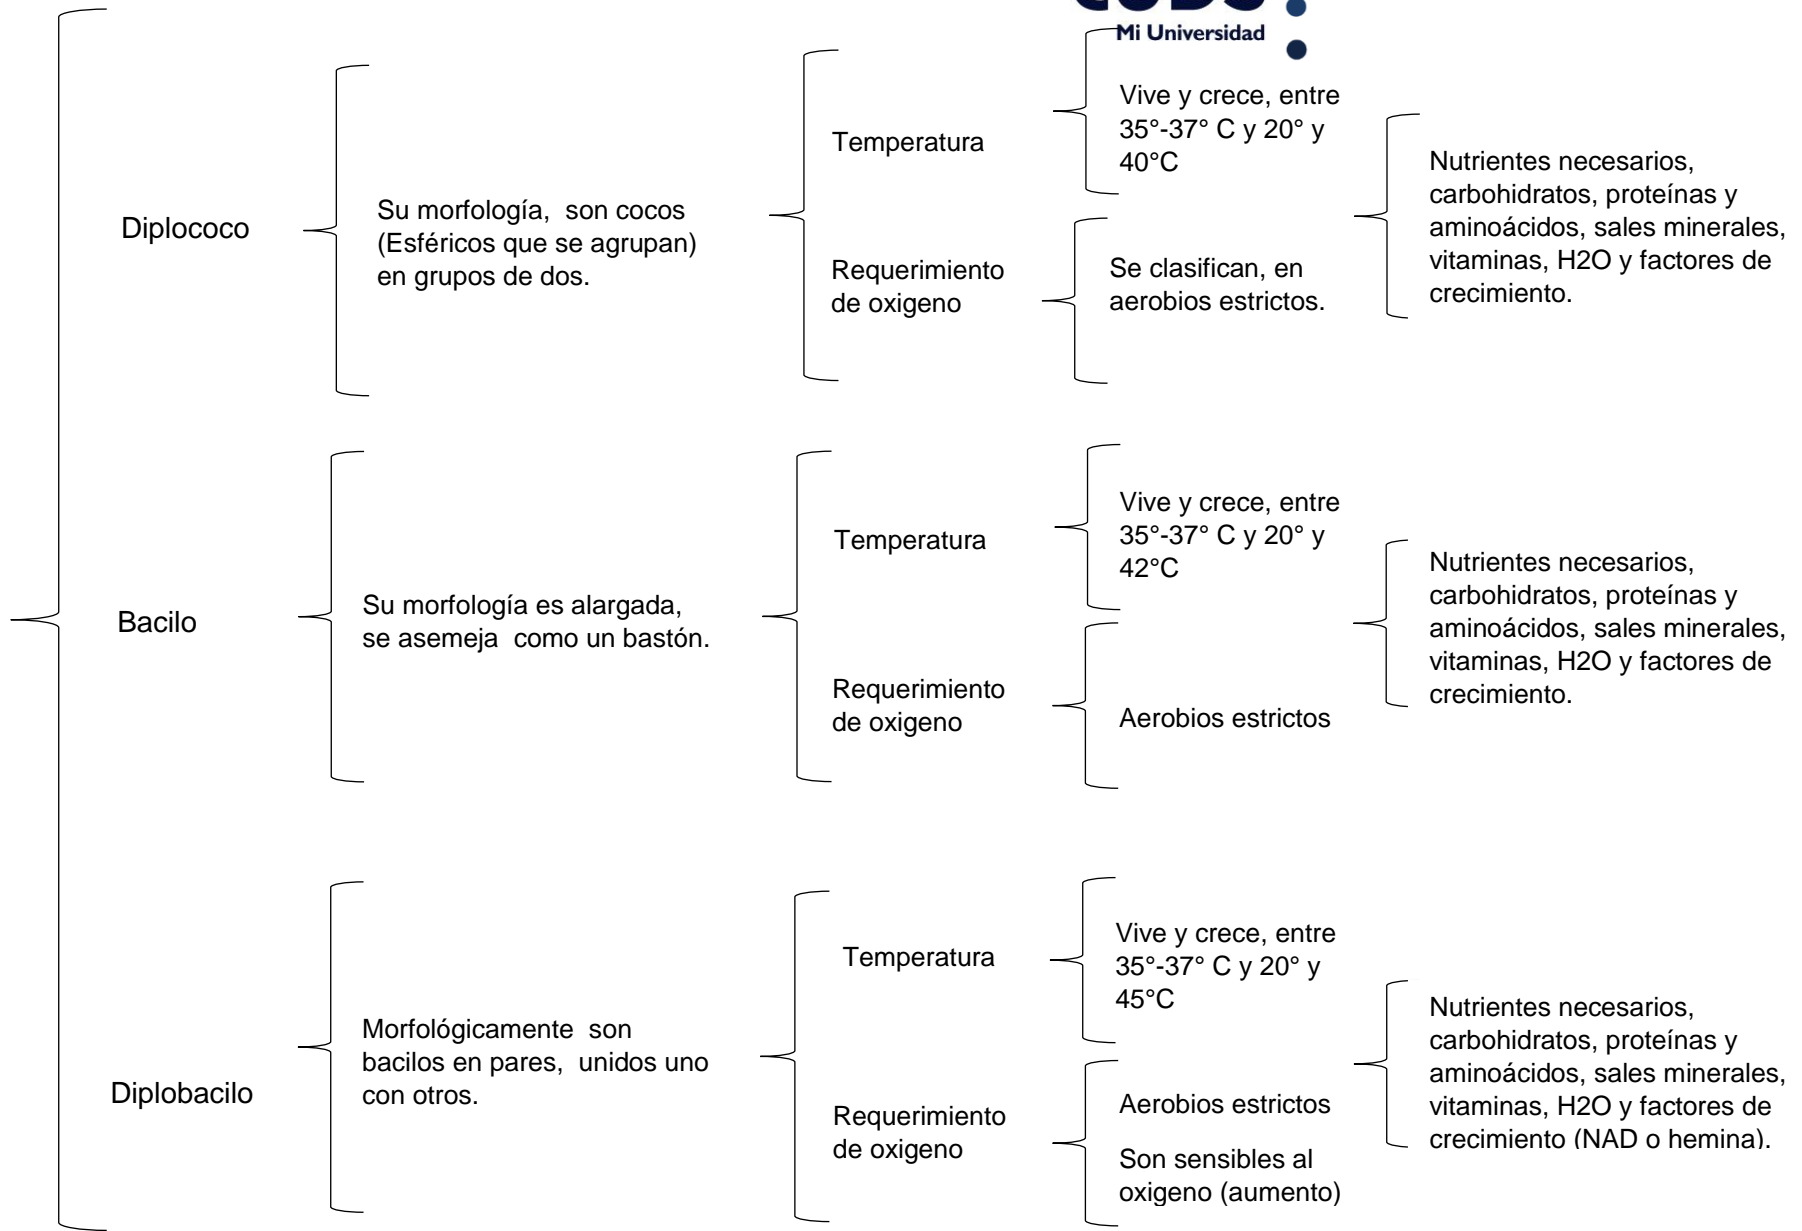 Mi Universidad
Diplococo
Su morfología, son cocos
(Esféricos que se agrupan)
en grupos de dos.
Temperatura
Vive y crece, entre
35°-37° C y 20° y
40°C
Requerimiento
de oxigeno
Se clasifican, en
aerobios estrictos.
Nutrientes necesarios,
carbohidratos, proteínas y
aminoácidos, sales minerales,
vitaminas, H2O y factores de
crecimiento.
Bacilo
Su morfología es alargada,
se asemeja como un bastón.
Temperatura
Vive y crece, entre
35°-37° C y 20° y
42°C
Requerimiento
de oxigeno
Aerobios estrictos
Nutrientes necesarios,
carbohidratos, proteínas y
aminoácidos, sales minerales,
vitaminas, H2O y factores de
crecimiento.
Diplobacilo
Morfológicamente son
bacilos en pares, unidos uno
con otros.
Temperatura
Vive y crece, entre
35°-37° C y 20° y
45°C
Requerimiento
de oxigeno
Aerobios estrictos
Son sensibles al
oxigeno (aumento)
Nutrientes necesarios,
carbohidratos, proteínas y
aminoácidos, sales minerales,
vitaminas, H2O y factores de
crecimiento (NAD o hemina).